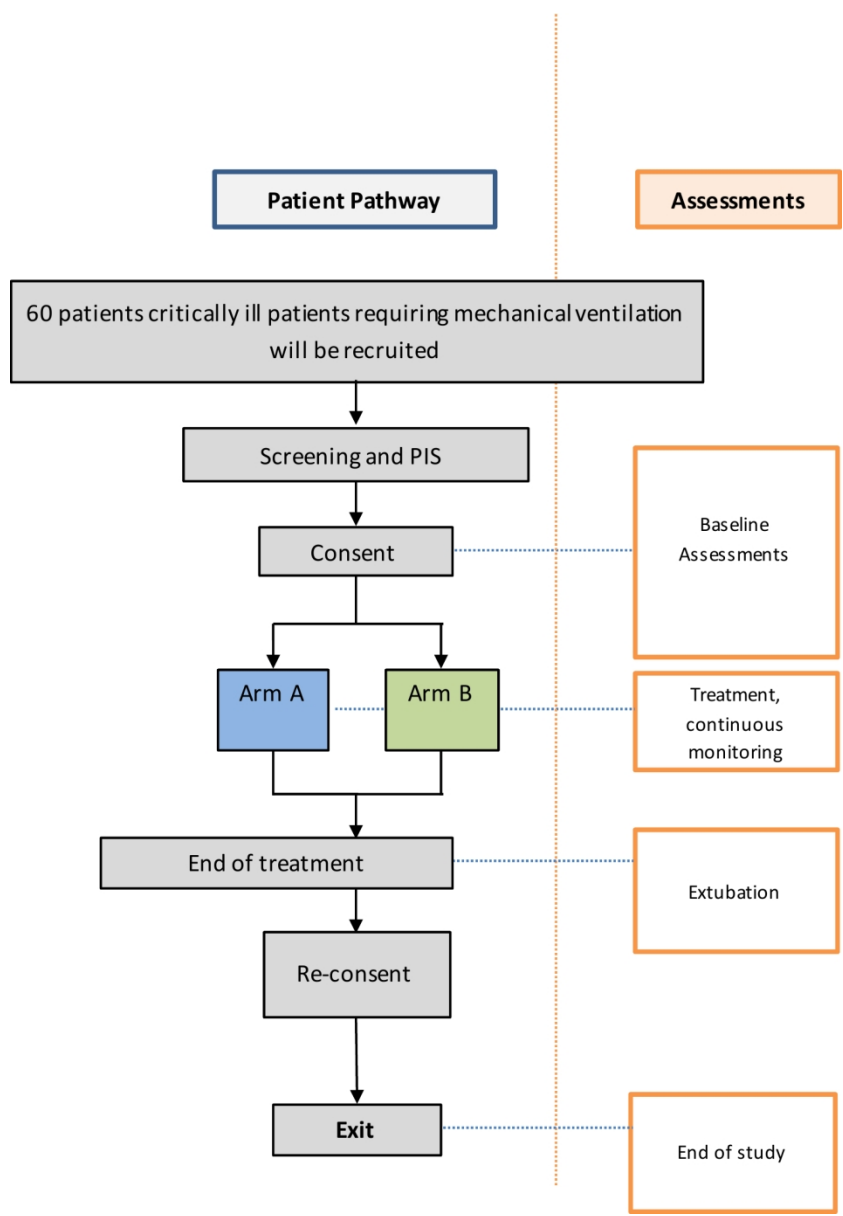 Patient Pathway
Assessments
60 patients critically ill patients requiring mechanical ventilation
will be recruited
Screening and PIS
Consent
Baseline
Assessments
Arm A
Arm B
Treatment,
continuous
monitoring
End of treatment
Extubation
Re-consent
Exit
End of study